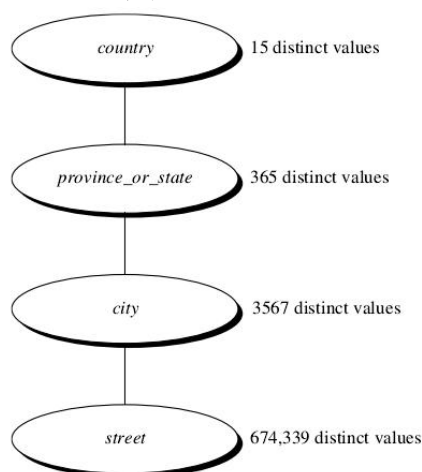 country 15 distinct values
province_or_state 365 distinct values
city 3567 distinct values
street 674,339 distinct values